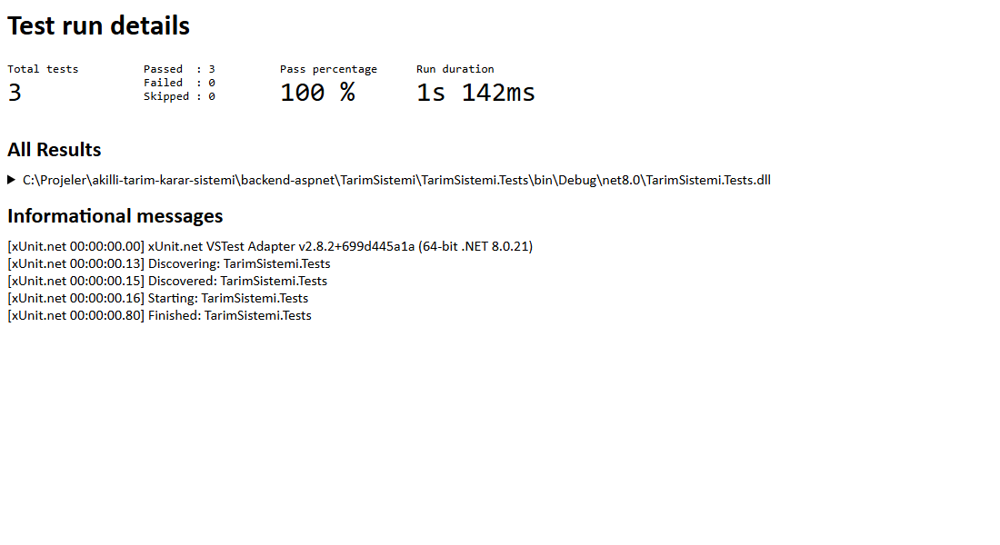 Test run details
Total tests
3
Passed : 3
Failed : 0
Skipped : 0
Pass percentage
100 %
Run duration
1s 142ms
All Results
C:\Projeler\akilli-tarim-karar-sistemi\backend-aspnet\TarimSistemi\TarimSistemi.Tests\bin\Debug\net8.0\TarimSistemi.Tests.dll
Informational messages
[xUnit.net 00:00:00.00] xUnit.net VSTest Adapter v2.8.2+699d445a1a (64-bit .NET 8.0.21)
[xUnit.net 00:00:00.13] Discovering: TarimSistemi.Tests
[xUnit.net 00:00:00.15] Discovered: TarimSistemi.Tests
[xUnit.net 00:00:00.16] Starting: TarimSistemi.Tests
[xUnit.net 00:00:00.80] Finished: TarimSistemi.Tests